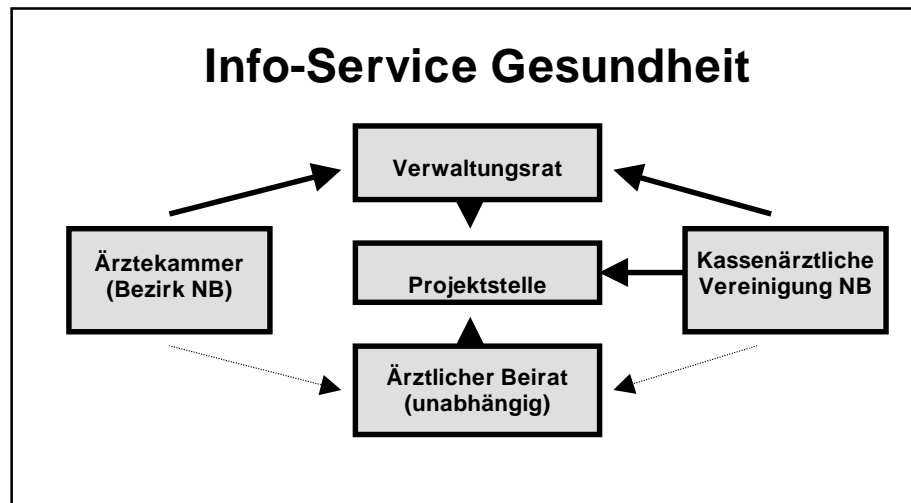 Info-Service Gesundheit
Verwaltungsrat
Ärztekammer
(Bezirk NB)
Projektstelle
Kassenärztliche
Vereinigung NB
Ärztlicher Beirat
(unabhängig)